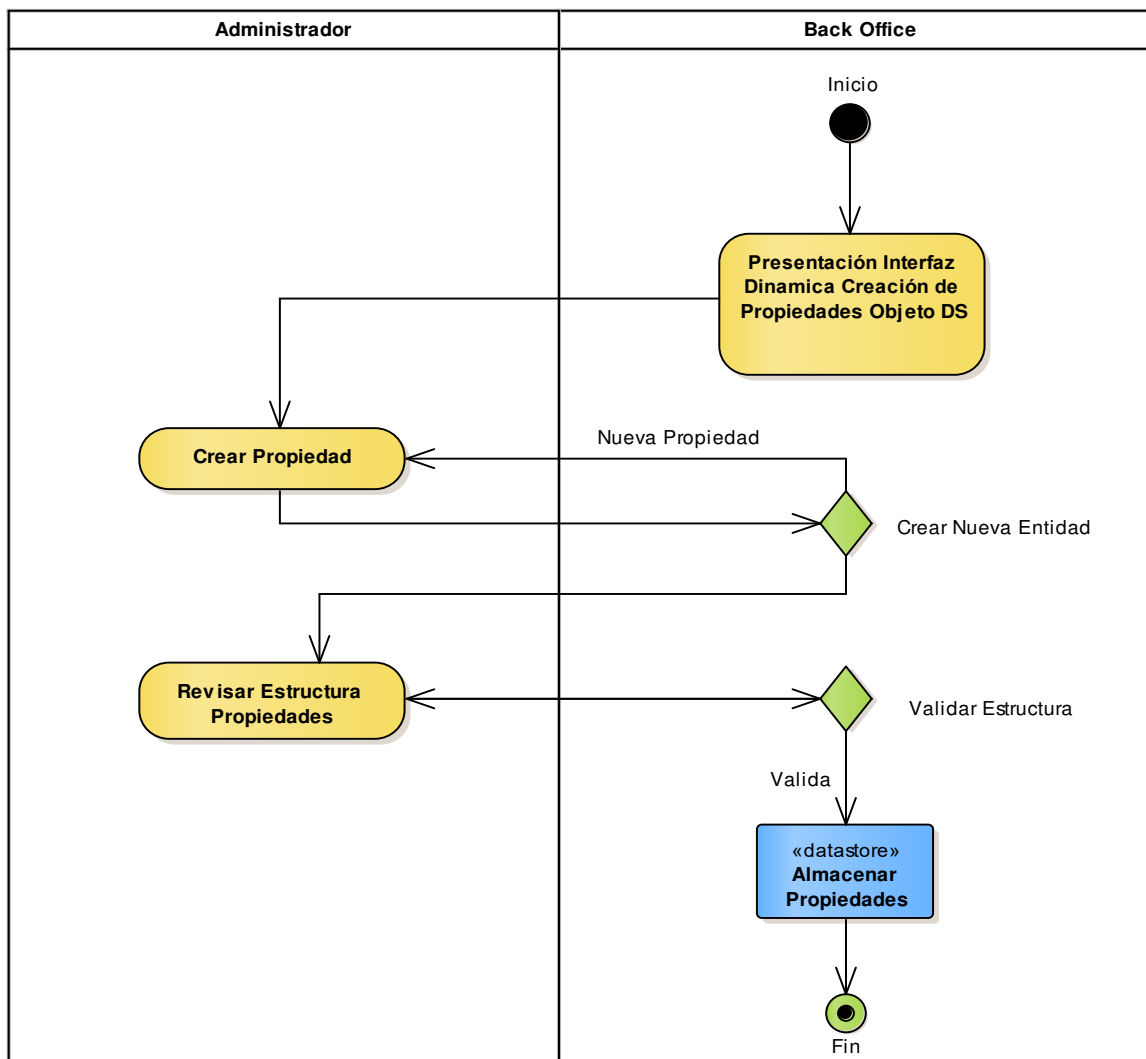 Administrador
Back Office
Inicio
Presentación Interfaz
Dinamica Creación de
Propiedades Objeto DS
Nueva Propiedad
Crear Propiedad
Crear Nueva Entidad
Revisar Estructura
Propiedades
Validar Estructura
Valida
«datastore»
Almacenar
Propiedades
Fin